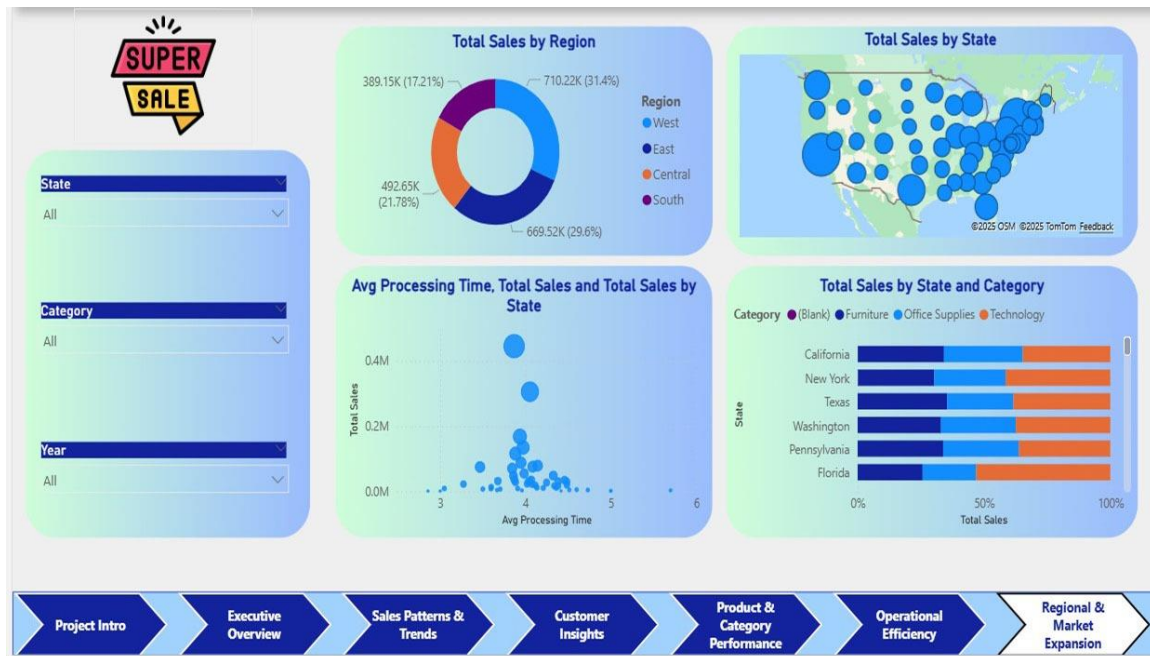 SUPER
SALE
State
All
Category
All
Year
All
Total Sales by Region
389.15K (17.21%)
710.22K (31.4%)
492.65K
(21.78%)
669.52K (29.6%)
Region
West
East
Central
South
Total Sales by State
©2025 OSM ©2025 TomTom Feedback
Avg Processing Time, Total Sales and Total Sales by
State
Total Sales
0.4M
0.2M
0.0M
3 4 5 6
Avg Processing Time
Total Sales by State and Category
Category (Blank) Furniture Office Supplies Technology
State
California
New York
Texas
Washington
Pennsylvania
Florida
0% 50% 100%
Total Sales
Project Intro
Executive
Overview
Sales Patterns &
Trends
Customer
Insights
Product &
Category
Performance
Operational
Efficiency
Regional &
Market
Expansion